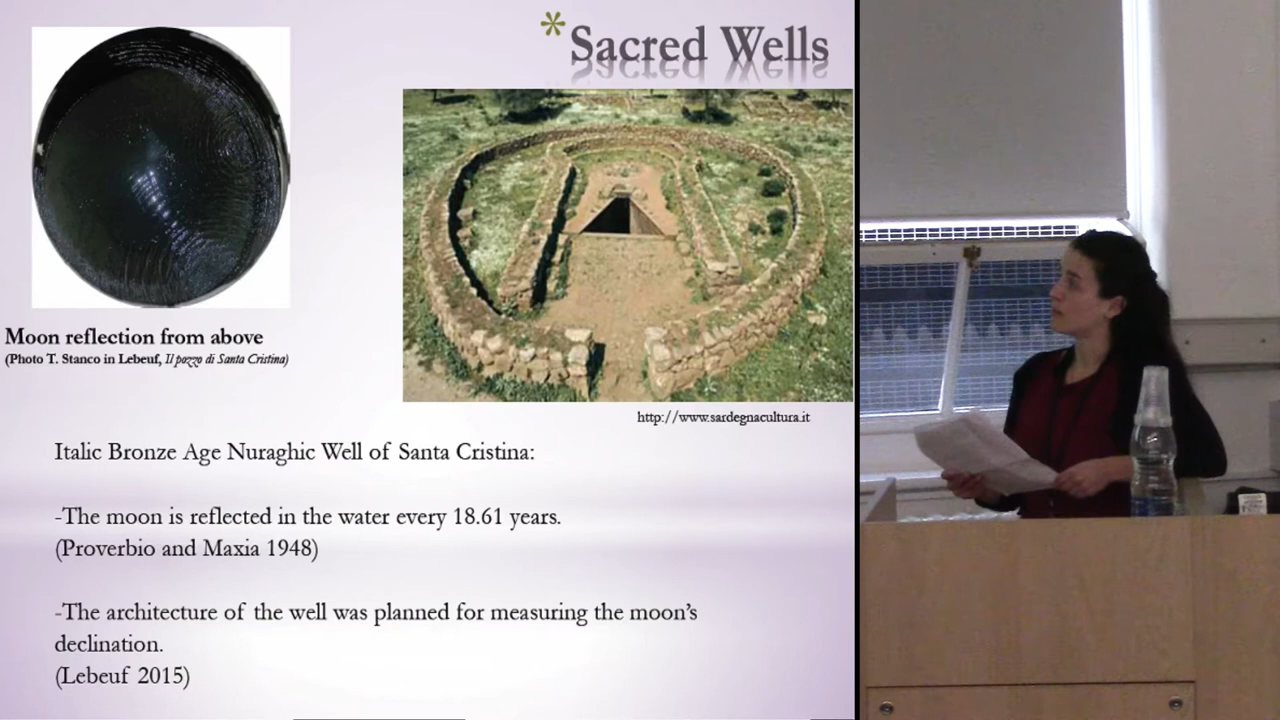 *Sacred Wells
Moon reflection from above
(Photo T. Stanco in Lebeuf, Il pozzo di Santa Cristina)
http://www.sardegnacultura.it
Italic Bronze Age Nuraghic Well of Santa Cristina:
-The moon is reflected in the water every 18.61 years.
(Proverbio and Maxia 1948)
-The architecture of the well was planned for measuring the moon’s
declination.
(Lebeuf 2015)